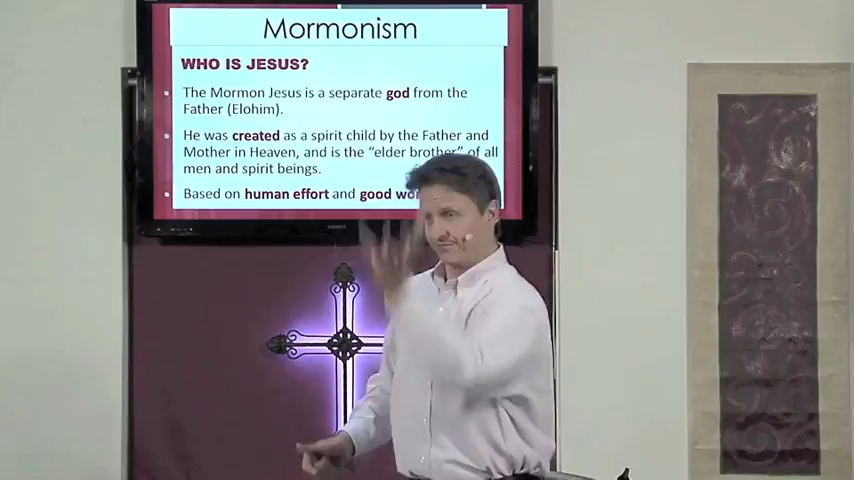 Mormonism
WHO IS JESUS?
• The Mormon Jesus is a separate god from the
Father (Elohim).
• He was created as a spirit child by the Father and
Mother in Heaven, and is the “elder brother” of all
men and spirit beings.
• Based on human effort and good